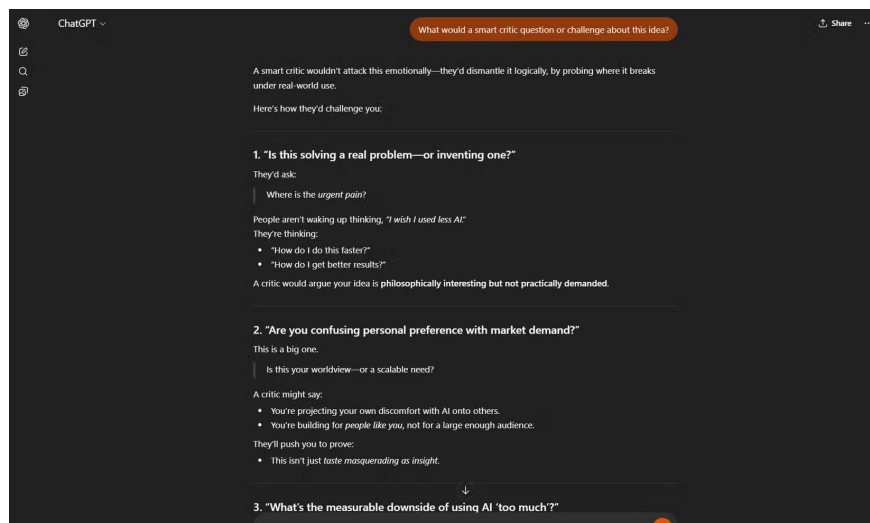 ChatGPT
Share
What would a smart critic question or challenge about this idea?
A smart critic wouldn't attack this emotionally—they'd dismantle it logically, by probing where it breaks
under real-world use.
Here's how they'd challenge you:
1. "Is this solving a real problem—or inventing one?"
They'd ask:
Where is the urgent pain?
People aren't waking up thinking, "I wish I used less AI."
They're thinking:
• "How do I do this faster?"
• "How do I get better results?"
A critic would argue your idea is philosophically interesting but not practically demanded.
2. "Are you confusing personal preference with market demand?"
This is a big one.
Is this your worldview—or a scalable need?
A critic might say:
• You're projecting your own discomfort with AI onto others.
• You're building for people like you, not for a large enough audience.
They'll push you to prove:
• This isn't just taste masquerading as insight.
3. "What's the measurable downside of using AI 'too much'?"